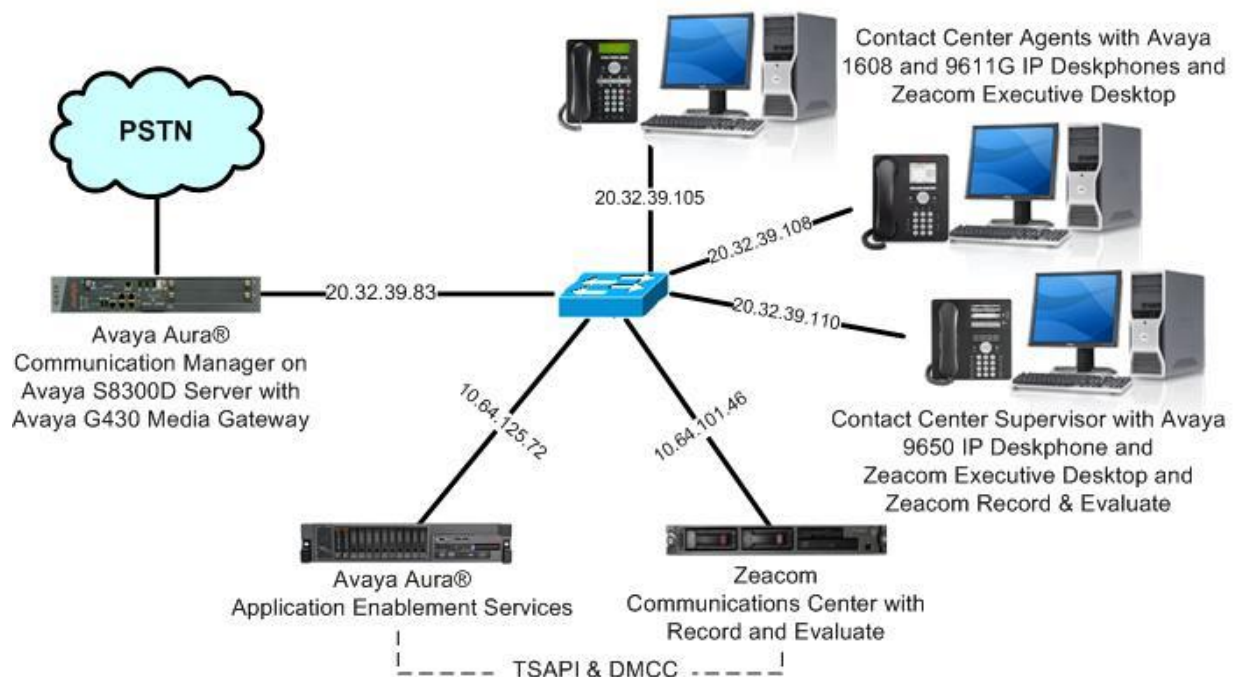 Contact Center Agents with Avaya
1608 and 9611G IP Deskphones and
Zeacom Executive Desktop
PSTN
20.32.39.105
20.32.39.108
20.32.39.83
20.32.39.110
Avaya Aura®
Communication Manager on
Avaya S8300D Server with
Avaya G430 Media Gateway
10.64.125.72
10.64.101.46
Contact Center Supervisor with Avaya
9650 IP Deskphone and
Zeacom Executive Desktop and
Zeacom Record & Evaluate
Avaya Aura®
Application Enablement Services
Zeacom
Communications Center with
Record and Evaluate
TSAPI & DMCC